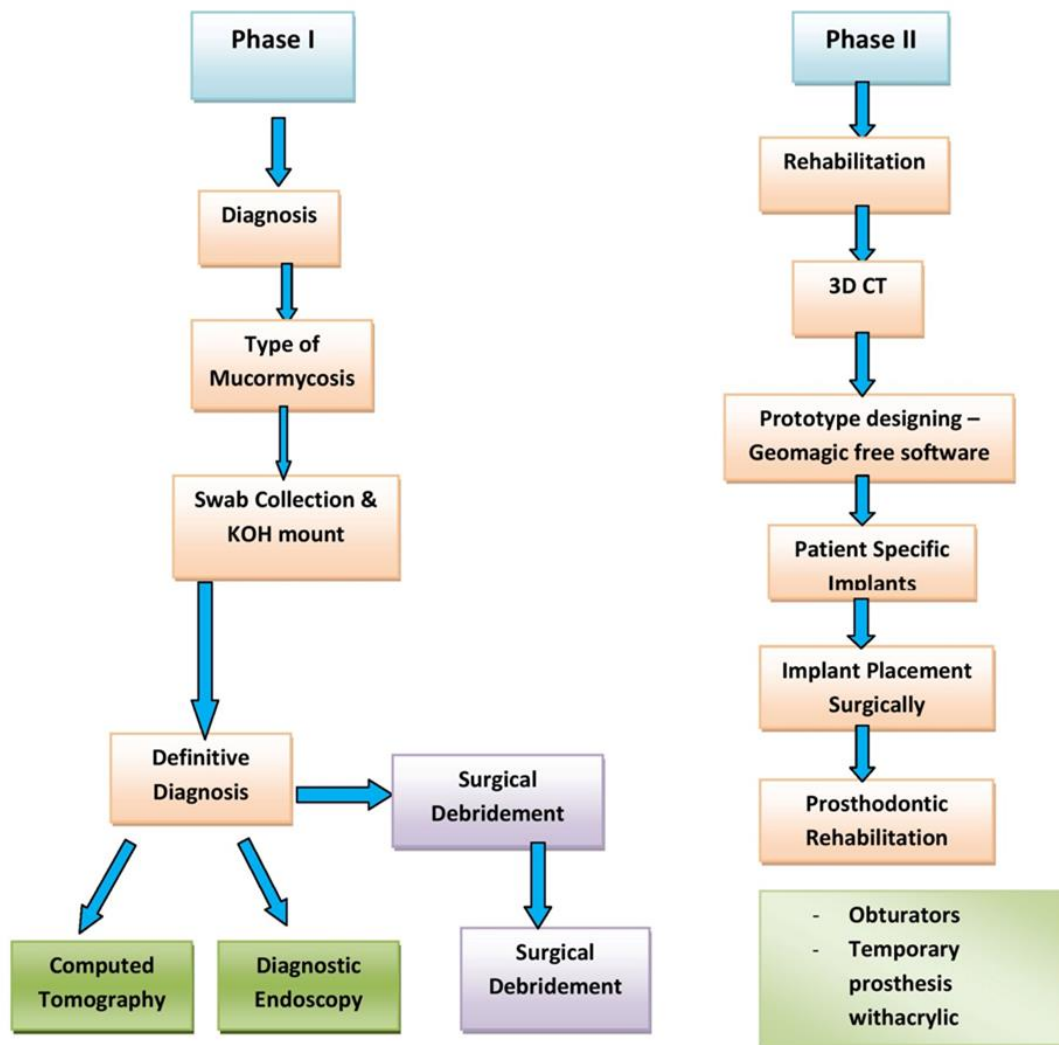 Phase I
Diagnosis
Type of
Mucormycosis
Swab Collection &
KOH mount
Definitive
Diagnosis
Surgical
Debridement
Computed
Tomography
Diagnostic
Endoscopy
Surgical
Debridement
Phase II
Rehabilitation
3D CT
Prototype designing –
Geomagic free software
Patient Specific
Implants
Implant Placement
Surgically
Prosthodontic
Rehabilitation
- Obturators
- Temporary
prosthesis
withacrylic